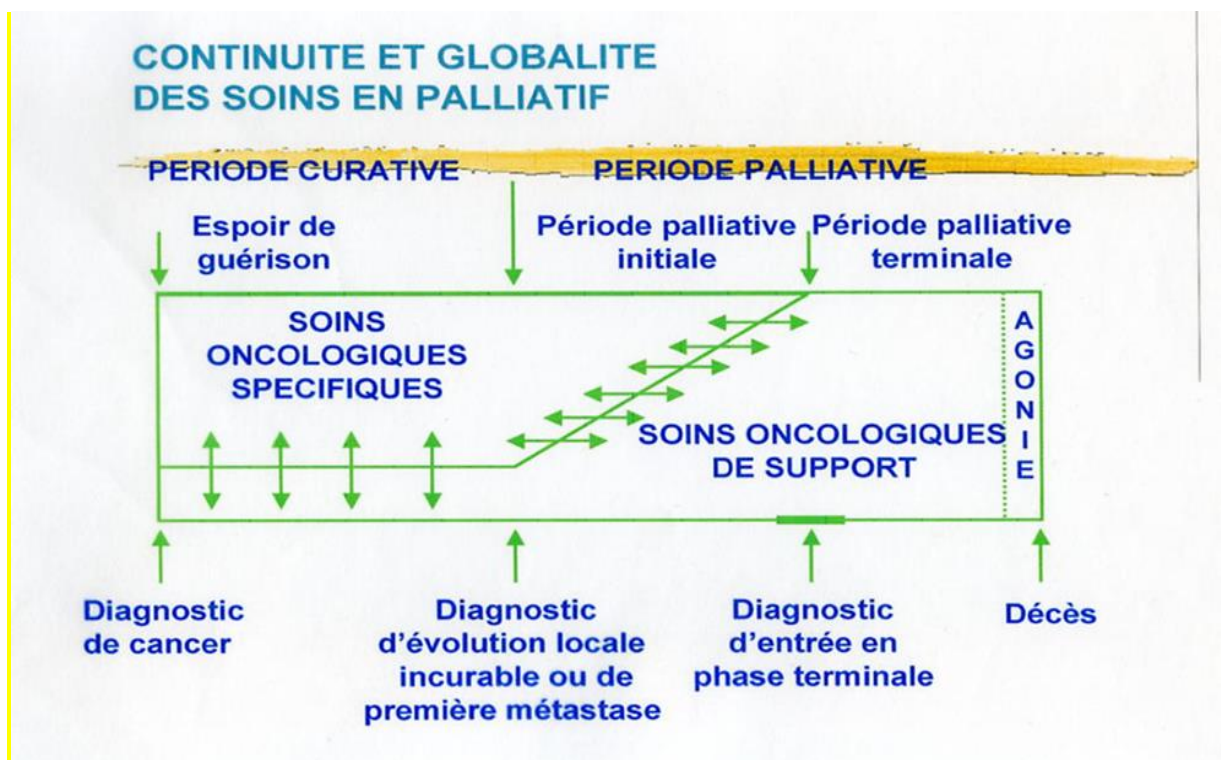 CONTINUITE ET GLOBALITE
DES SOINS EN PALLIATIF
PERIODE CURATIVE
PERIODE PALLIATIVE
Espoir de
guérison
Période palliative
initiale
Période palliative
terminale
SOINS
ONCOLOGIQUES
SPECIFIQUES
SOINS ONCOLOGIQUES
DE SUPPORT
AGONIE
Diagnostic
de cancer
Diagnostic
d'évolution locale
incurable ou de
première métastase
Diagnostic
d'entrée en
phase terminale
Décès